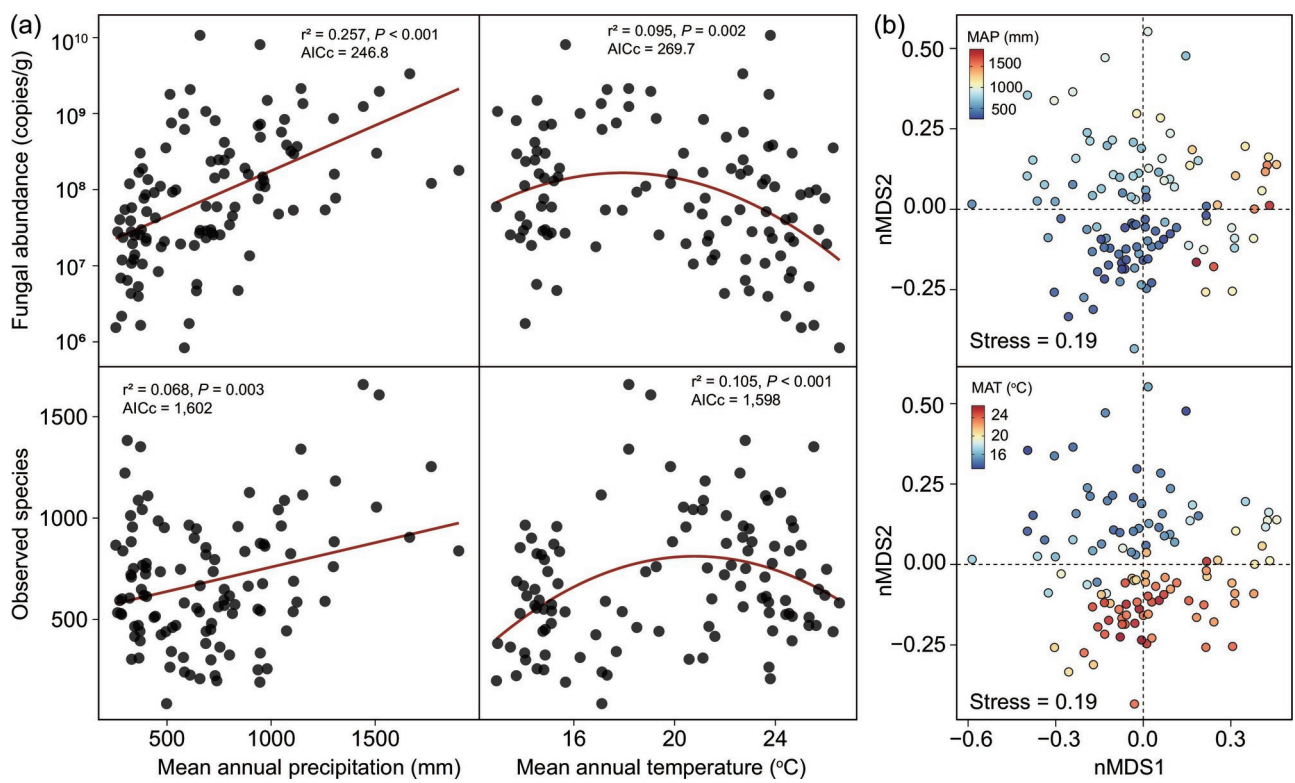 (a)
r² = 0.257, P < 0.001
AICc = 246.8
r² = 0.095, P = 0.002
AICc = 269.7
Fungal abundance (copies/g)
10¹⁰
10⁹
10⁸
10⁷
10⁶
r² = 0.068, P = 0.003
AICc = 1,602
r² = 0.105, P < 0.001
AICc = 1,598
Observed species
1500
1000
500
500 1000 1500
16 20 24
Mean annual precipitation (mm)
Mean annual temperature (°C)
(b)
MAP (mm)
1500
1000
500
nMDS2
0.50
0.25
0.00
−0.25
Stress = 0.19
MAT (°C)
24
20
16
nMDS2
0.50
0.25
0.00
−0.25
Stress = 0.19
−0.6 −0.3 0.0 0.3
nMDS1